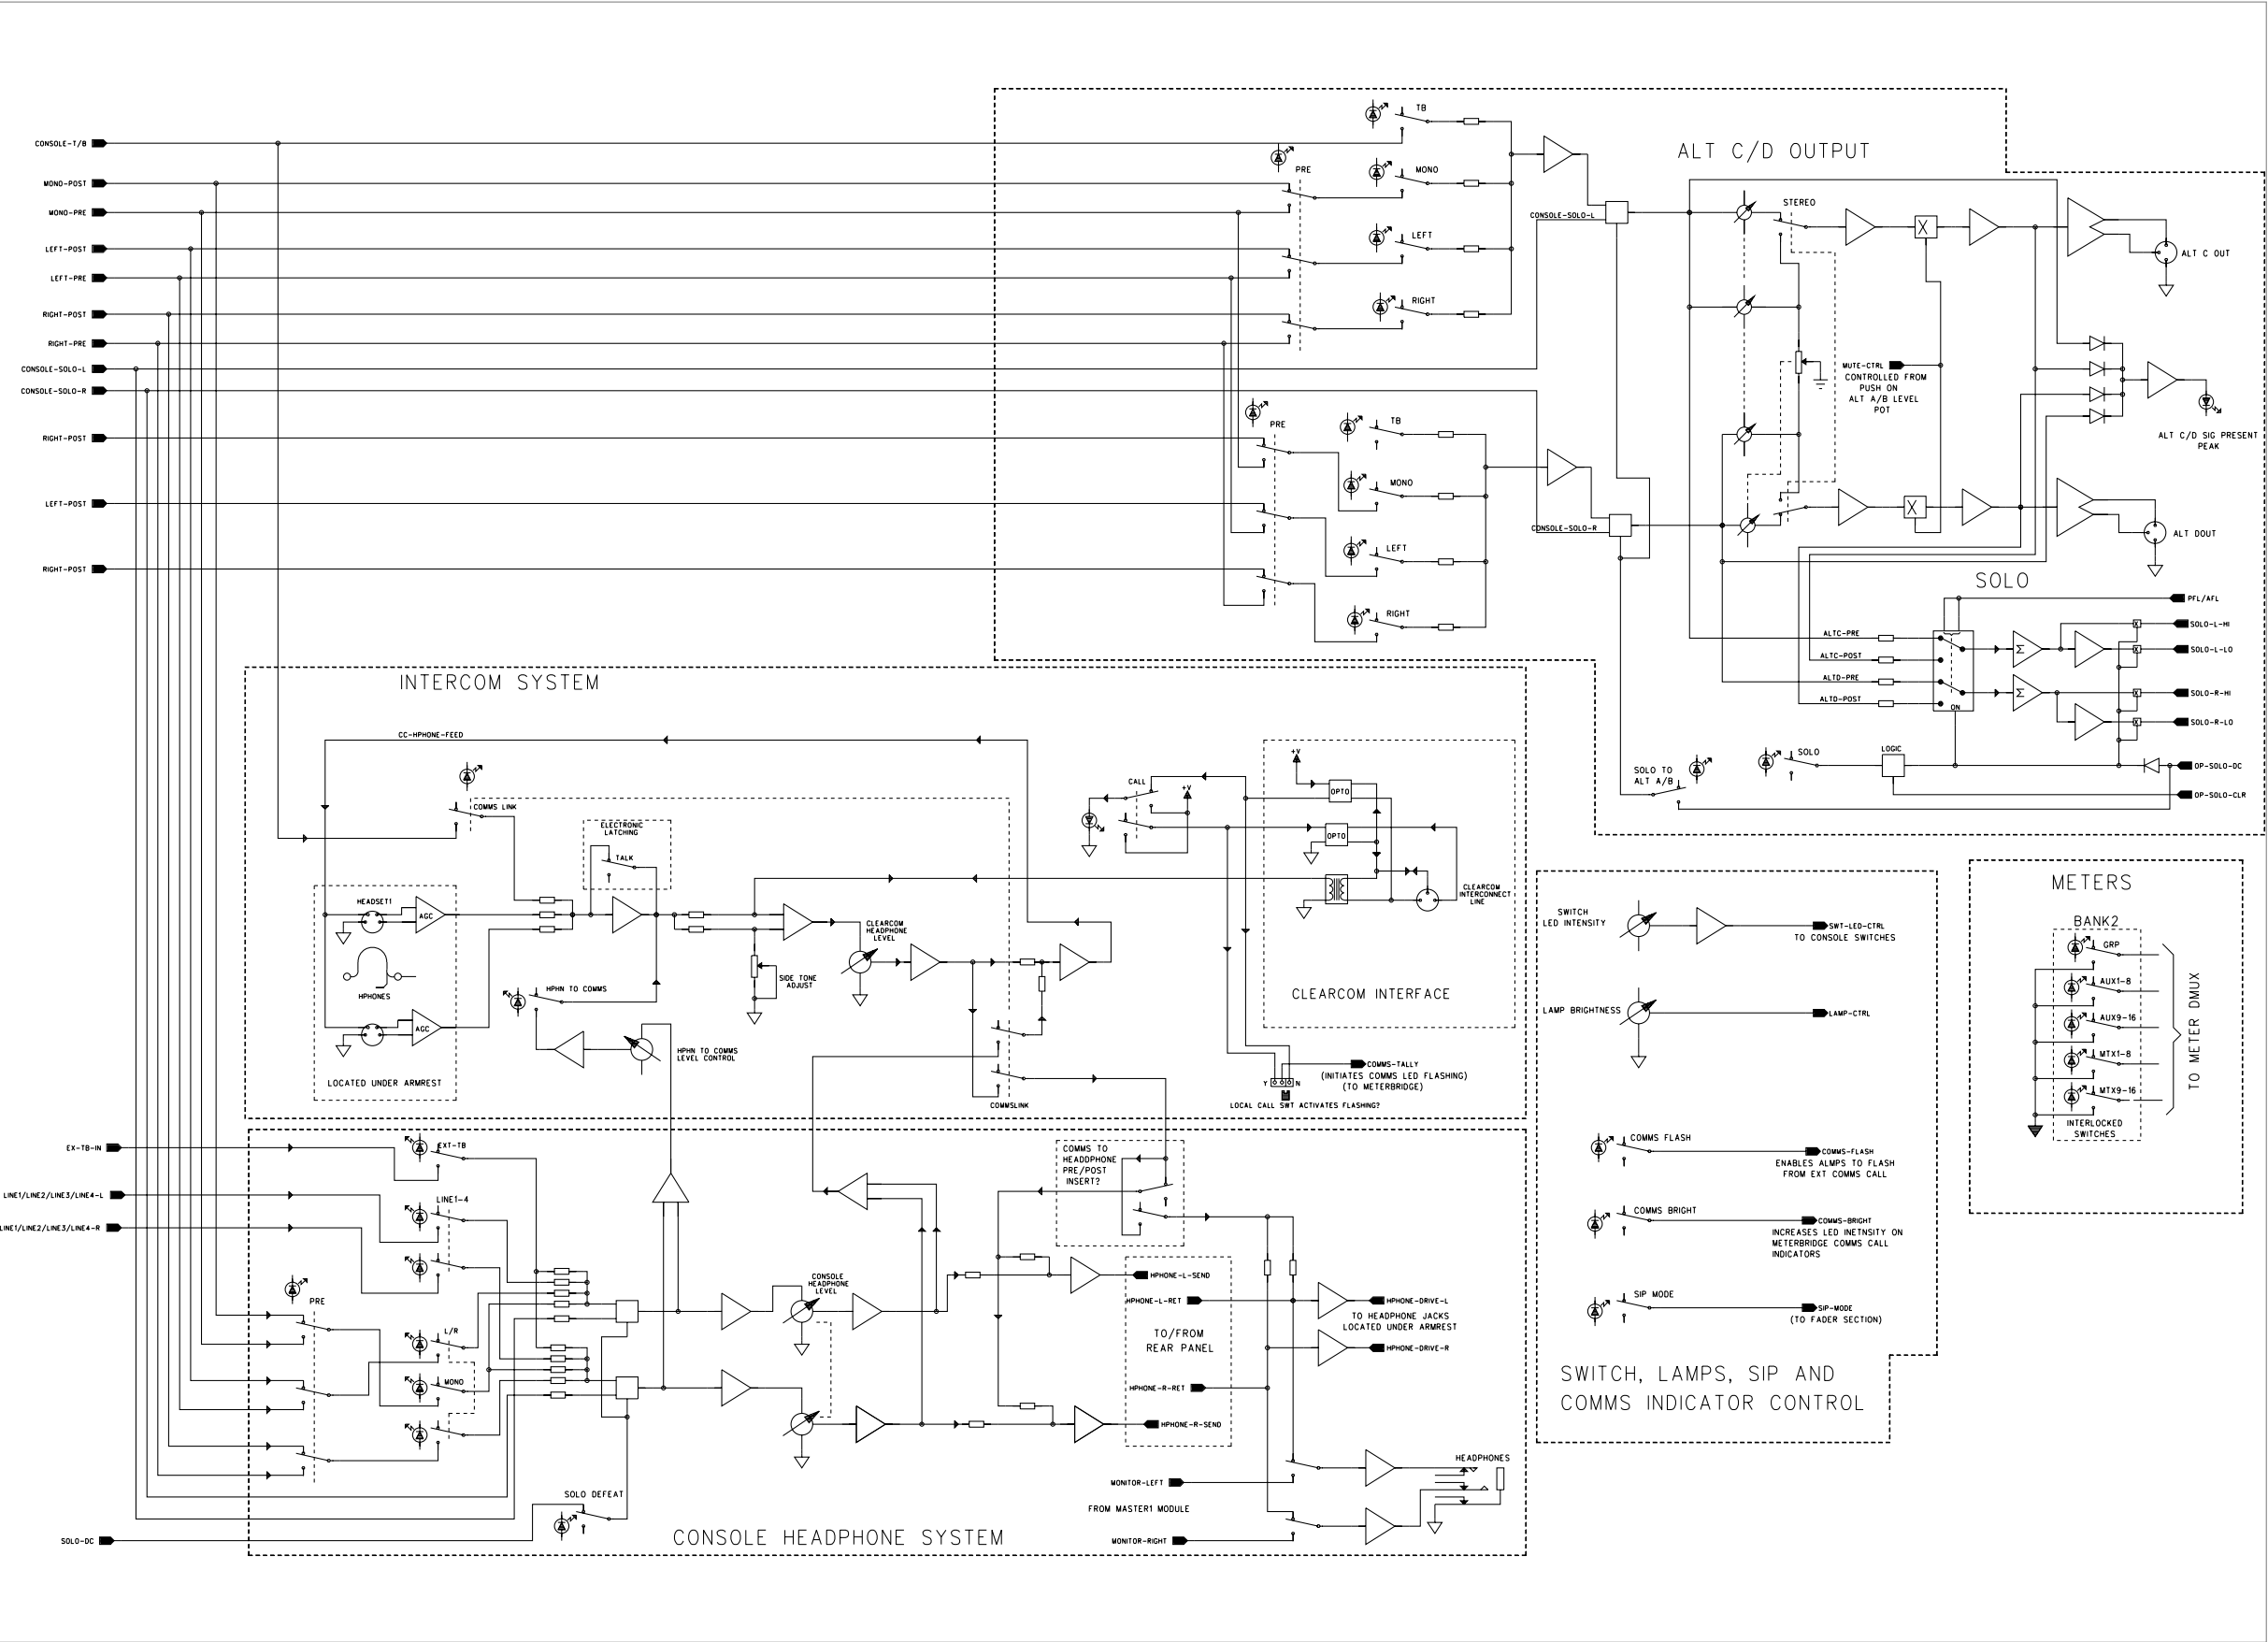 CONSOLE-T/B
MONO-POST
MONO-PRE
LEFT-POST
LEFT-PRE
RIGHT-POST
RIGHT-PRE
CONSOLE-SOLO-L
CONSOLE-SOLO-R
RIGHT-POST
LEFT-POST
RIGHT-POST
TB
PRE
MONO
LEFT
RIGHT
PRE
TB
MONO
LEFT
RIGHT
CONSOLE-SOLO-L
CONSOLE-SOLO-R
ALT C/D OUTPUT
STEREO
X
ALT C OUT
MUTE-CTRL
CONTROLLED FROM
PUSH ON
ALT A/B LEVEL
POT
ALT C/D SIG PRESENT
PEAK
X
ALT DOUT
SOLO
PFL/AFL
ALTC-PRE
ALTC-POST
ALTD-PRE
ALTD-POST
ON
Σ
Σ
X
X
X
X
SOLO-L-HI
SOLO-L-LO
SOLO-R-HI
SOLO-R-LO
SOLO TO
ALT A/B
SOLO
LOGIC
OP-SOLO-DC
OP-SOLO-CLR
INTERCOM SYSTEM
CC-HPHONE-FEED
COMMS LINK
ELECTRONIC
LATCHING
TALK
HEADSET1
AGC
HPHONES
AGC
LOCATED UNDER ARMREST
HPHN TO COMMS
HPHN TO COMMS
LEVEL CONTROL
SIDE TONE
ADJUST
CLEARCOM
HEADPHONE
LEVEL
COMMSLINK
CALL
+V
+V
OPTO
OPTO
CLEARCOM
INTERCONNECT
LINE
CLEARCOM INTERFACE
COMMS-TALLY
(INITIATES COMMS LED FLASHING)
(TO METERBRIDGE)
Y
N
LOCAL CALL SWT ACTIVATES FLASHING?
EX-TB-IN
LINE1/LINE2/LINE3/LINE4-L
LINE1/LINE2/LINE3/LINE4-R
SOLO-DC
EXT-TB
LINE1-4
PRE
L/R
MONO
SOLO DEFEAT
CONSOLE
HEADPHONE
LEVEL
COMMS TO
HEADDPHONE
PRE/POST
INSERT?
HPHONE-L-SEND
HPHONE-L-RET
TO/FROM
REAR PANEL
HPHONE-R-RET
HPHONE-R-SEND
HPHONE-DRIVE-L
TO HEADPHONE JACKS
LOCATED UNDER ARMREST
HPHONE-DRIVE-R
MONITOR-LEFT
FROM MASTER1 MODULE
MONITOR-RIGHT
HEADPHONES
CONSOLE HEADPHONE SYSTEM
SWITCH
LED INTENSITY
SWT-LED-CTRL
TO CONSOLE SWITCHES
LAMP BRIGHTNESS
LAMP-CTRL
COMMS FLASH
COMMS-FLASH
ENABLES ALMPS TO FLASH
FROM EXT COMMS CALL
COMMS BRIGHT
COMMS-BRIGHT
INCREASES LED INETNSITY ON
METERBRIDGE COMMS CALL
INDICATORS
SIP MODE
SIP-MODE
(TO FADER SECTION)
SWITCH, LAMPS, SIP AND
COMMS INDICATOR CONTROL
METERS
BANK2
GRP
AUX1-8
AUX9-16
MTX1-8
MTX9-16
INTERLOCKED
SWITCHES
TO METER DMUX